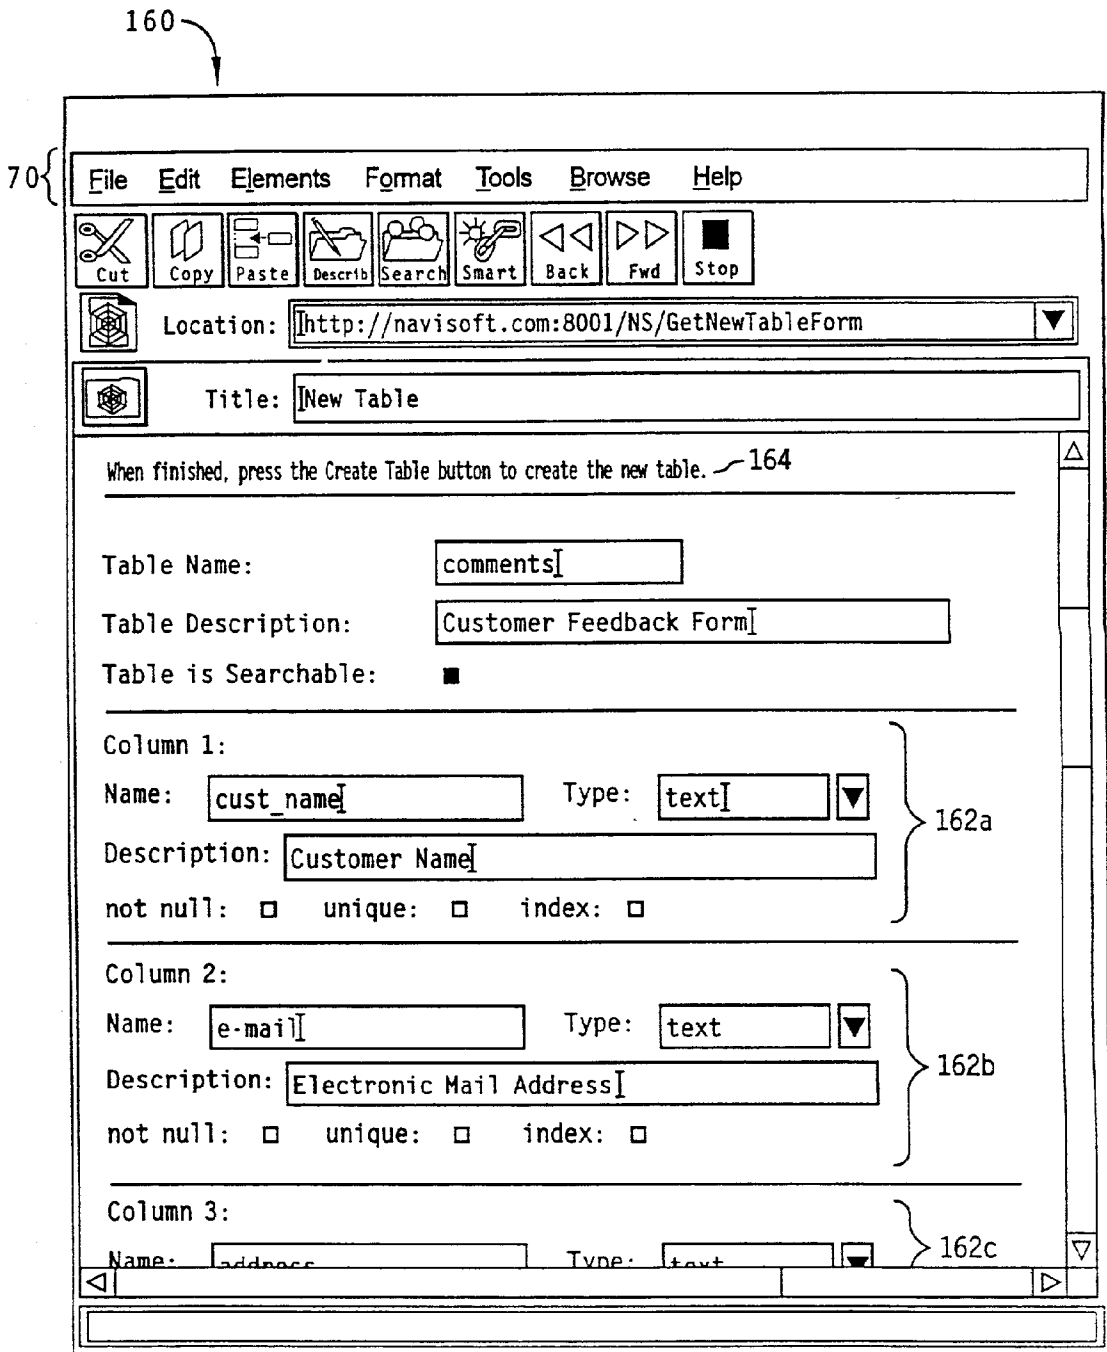 160
70
File Edit Elements Format Tools Browse Help
Cut Copy Paste Describ Search Smart Back Fwd Stop
Location: http://navisoft.com:8001/NS/GetNewTableForm
Title: New Table
When finished, press the Create Table button to create the new table. 164
Table Name: comments
Table Description: Customer Feedback Form
Table is Searchable:
Column 1:
Name: cust_name Type: text
162a
Description: Customer Name
not null: unique: index:
Column 2:
Name: e-mail Type: text
162b
Description: Electronic Mail Address
not null: unique: index:
Column 3:
162c
Name: address Type: text